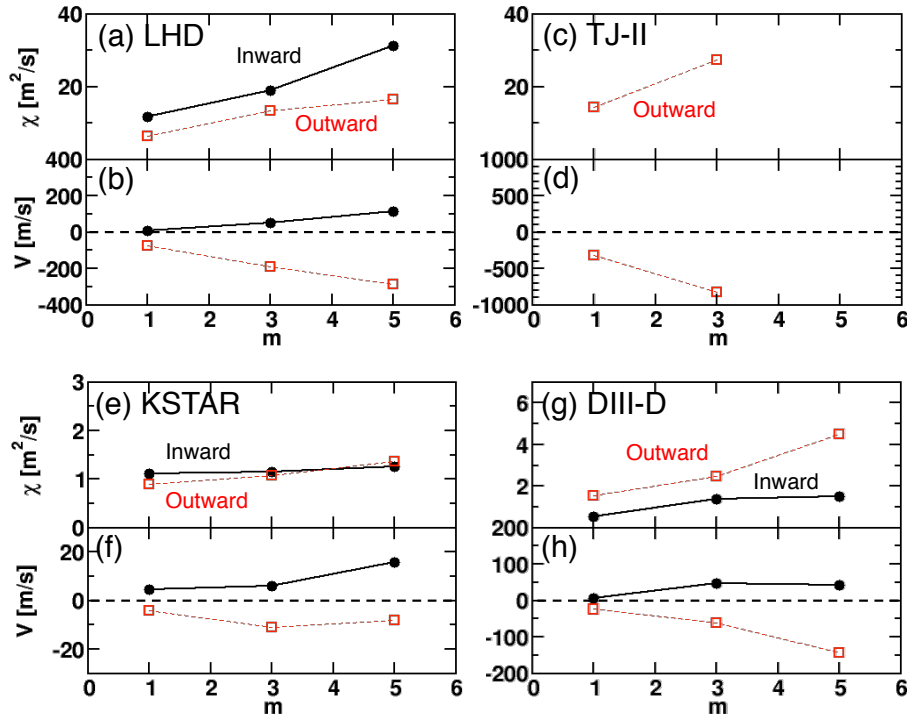 (a) LHD
Inward
Outward
χ [m²/s]
40
20
400
(b)
V [m/s]
200
0
-200
-400
0 1 2 3 4 5 6
m
(c) TJ-II
Outward
40
20
1000
(d)
500
0
-500
-1000
0 1 2 3 4 5 6
m
(e) KSTAR
Inward
Outward
χ [m²/s]
3
2
1
0
(f)
V [m/s]
20
0
-20
0 1 2 3 4 5 6
m
(g) DIII-D
Outward
Inward
6
4
2
200
(h)
100
0
-100
-200
0 1 2 3 4 5 6
m